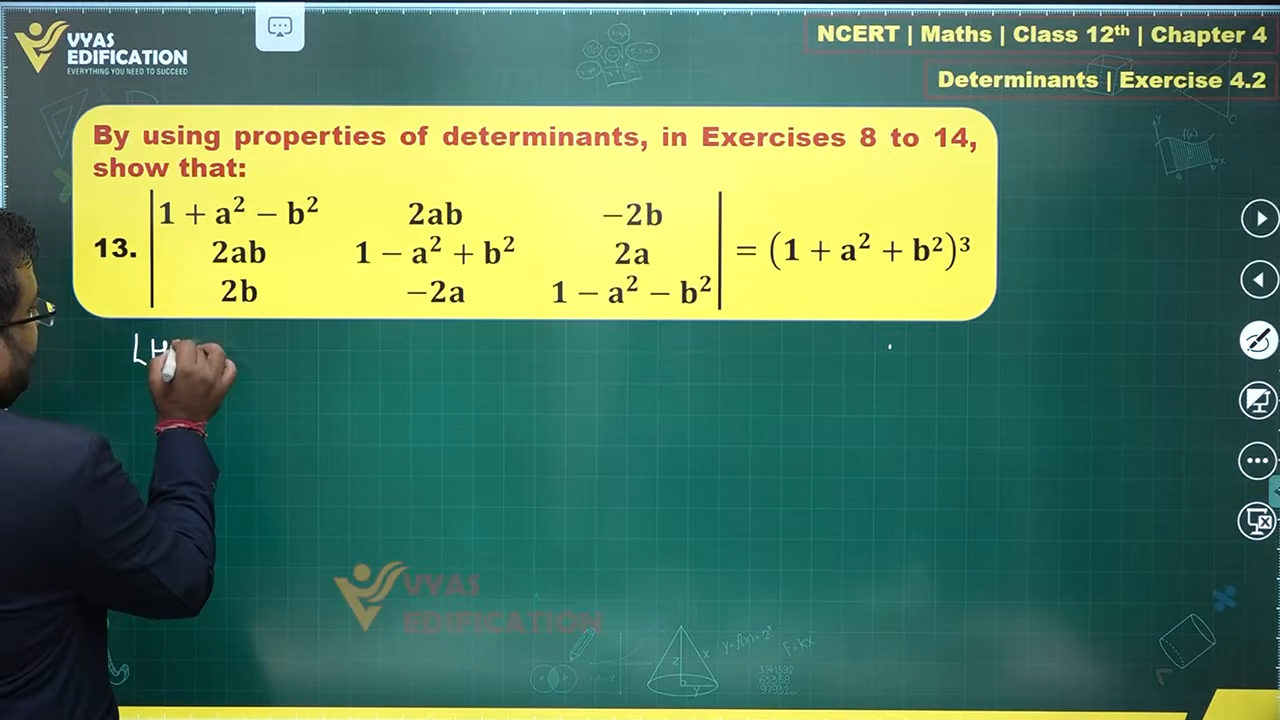 VYAS
EDIFICATION
EVERYTHING YOU NEED TO SUCCEED
NCERT | Maths | Class 12th | Chapter 4
Determinants | Exercise 4.2
By using properties of determinants, in Exercises 8 to 14,
show that:
1 + a² − b² 2ab −2b
13. 2ab 1 − a² + b² 2a = (1 + a² + b²)³
2b −2a 1 − a² − b²
LH
VYAS
EDIFICATION